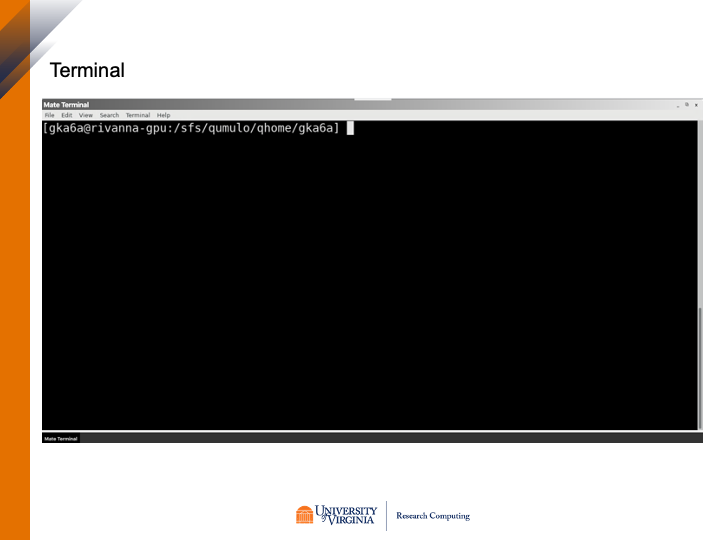 Terminal
Mate Terminal
File Edit View Search Terminal Help
[gka6a@rivanna-gpu:/sfs/qumulo/qhome/gka6a]
Mate Terminal
UNIVERSITY
of VIRGINIA
Research Computing